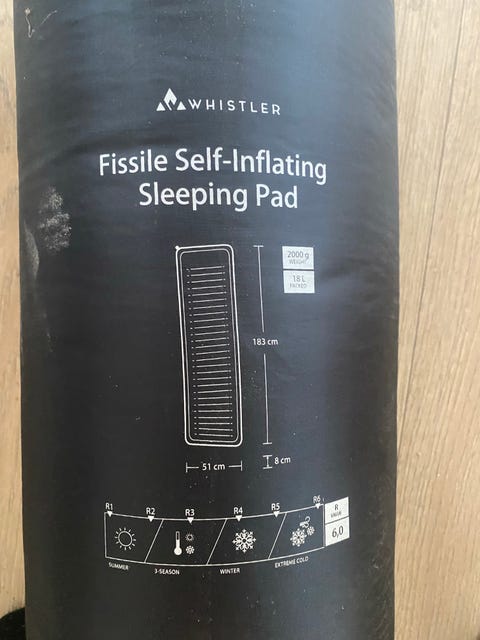 WHISTLER
Fissile Self-Inflating
Sleeping Pad
2000 g
WEIGHT
18 L
PACKED
183 cm
51 cm
8 cm
R1 R2 R3 R4 R5 R6
R
VALUE
6,0
SUMMER 3-SEASON WINTER EXTREME COLD